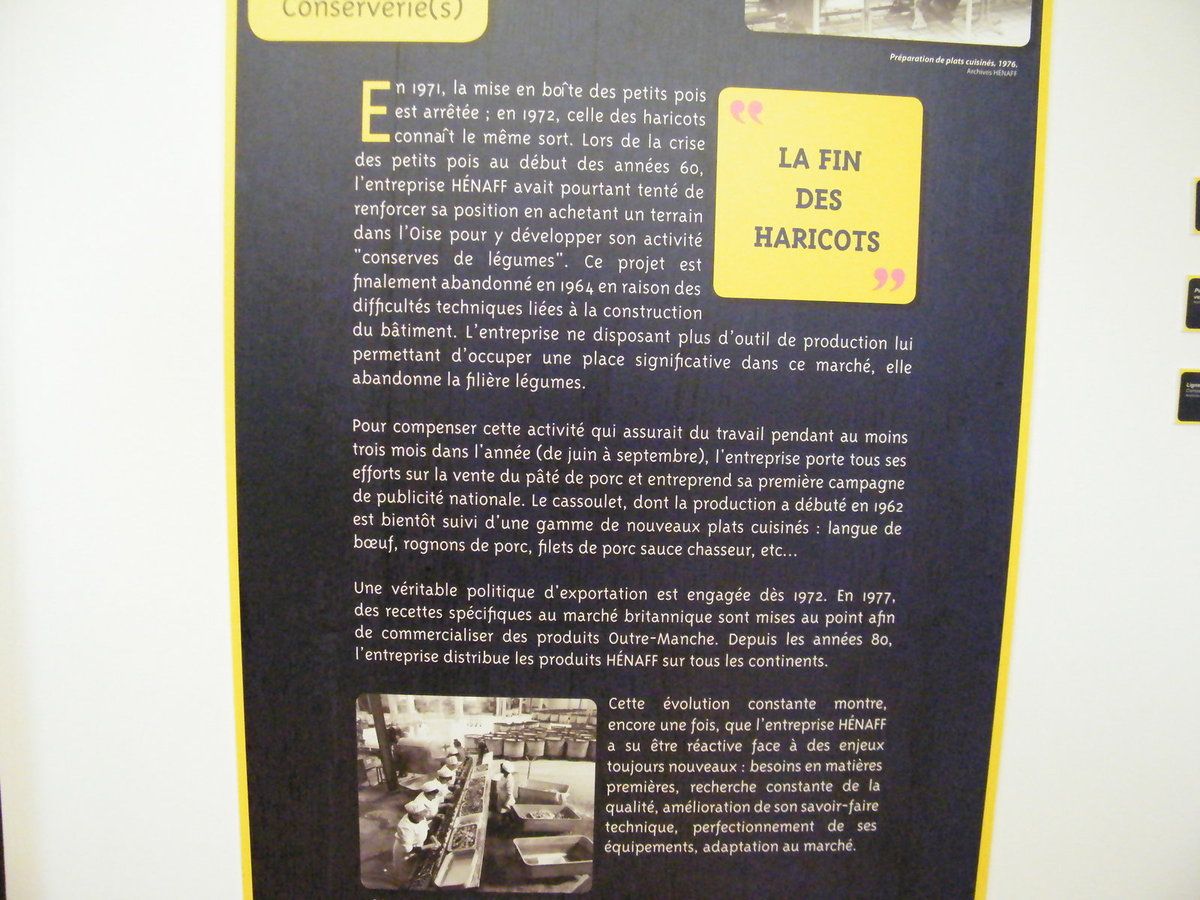 Conserverie(s)
Préparation de plats cuisinés, 1976.
Archives HÉNAFF
En 1971, la mise en boîte des petits pois
est arrêtée ; en 1972, celle des haricots
connaît le même sort. Lors de la crise
des petits pois au début des années 60,
l'entreprise HÉNAFF avait pourtant tenté de
renforcer sa position en achetant un terrain
dans l'Oise pour y développer son activité
"conserves de légumes". Ce projet est
finalement abandonné en 1964 en raison des
difficultés techniques liées à la construction
du bâtiment. L'entreprise ne disposant plus d'outil de production lui
permettant d'occuper une place significative dans ce marché, elle
abandonne la filière légumes.
“
LA FIN
DES
HARICOTS
”
Pour compenser cette activité qui assurait du travail pendant au moins
trois mois dans l'année (de juin à septembre), l'entreprise porte tous ses
efforts sur la vente du pâté de porc et entreprend sa première campagne
de publicité nationale. Le cassoulet, dont la production a débuté en 1962
est bientôt suivi d'une gamme de nouveaux plats cuisinés : langue de
bœuf, rognons de porc, filets de porc sauce chasseur, etc...
Une véritable politique d'exportation est engagée dès 1972. En 1977,
des recettes spécifiques au marché britannique sont mises au point afin
de commercialiser des produits Outre-Manche. Depuis les années 80,
l'entreprise distribue les produits HÉNAFF sur tous les continents.
Cette évolution constante montre,
encore une fois, que l'entreprise HÉNAFF
a su être réactive face à des enjeux
toujours nouveaux : besoins en matières
premières, recherche constante de la
qualité, amélioration de son savoir-faire
technique, perfectionnement de ses
équipements, adaptation au marché.